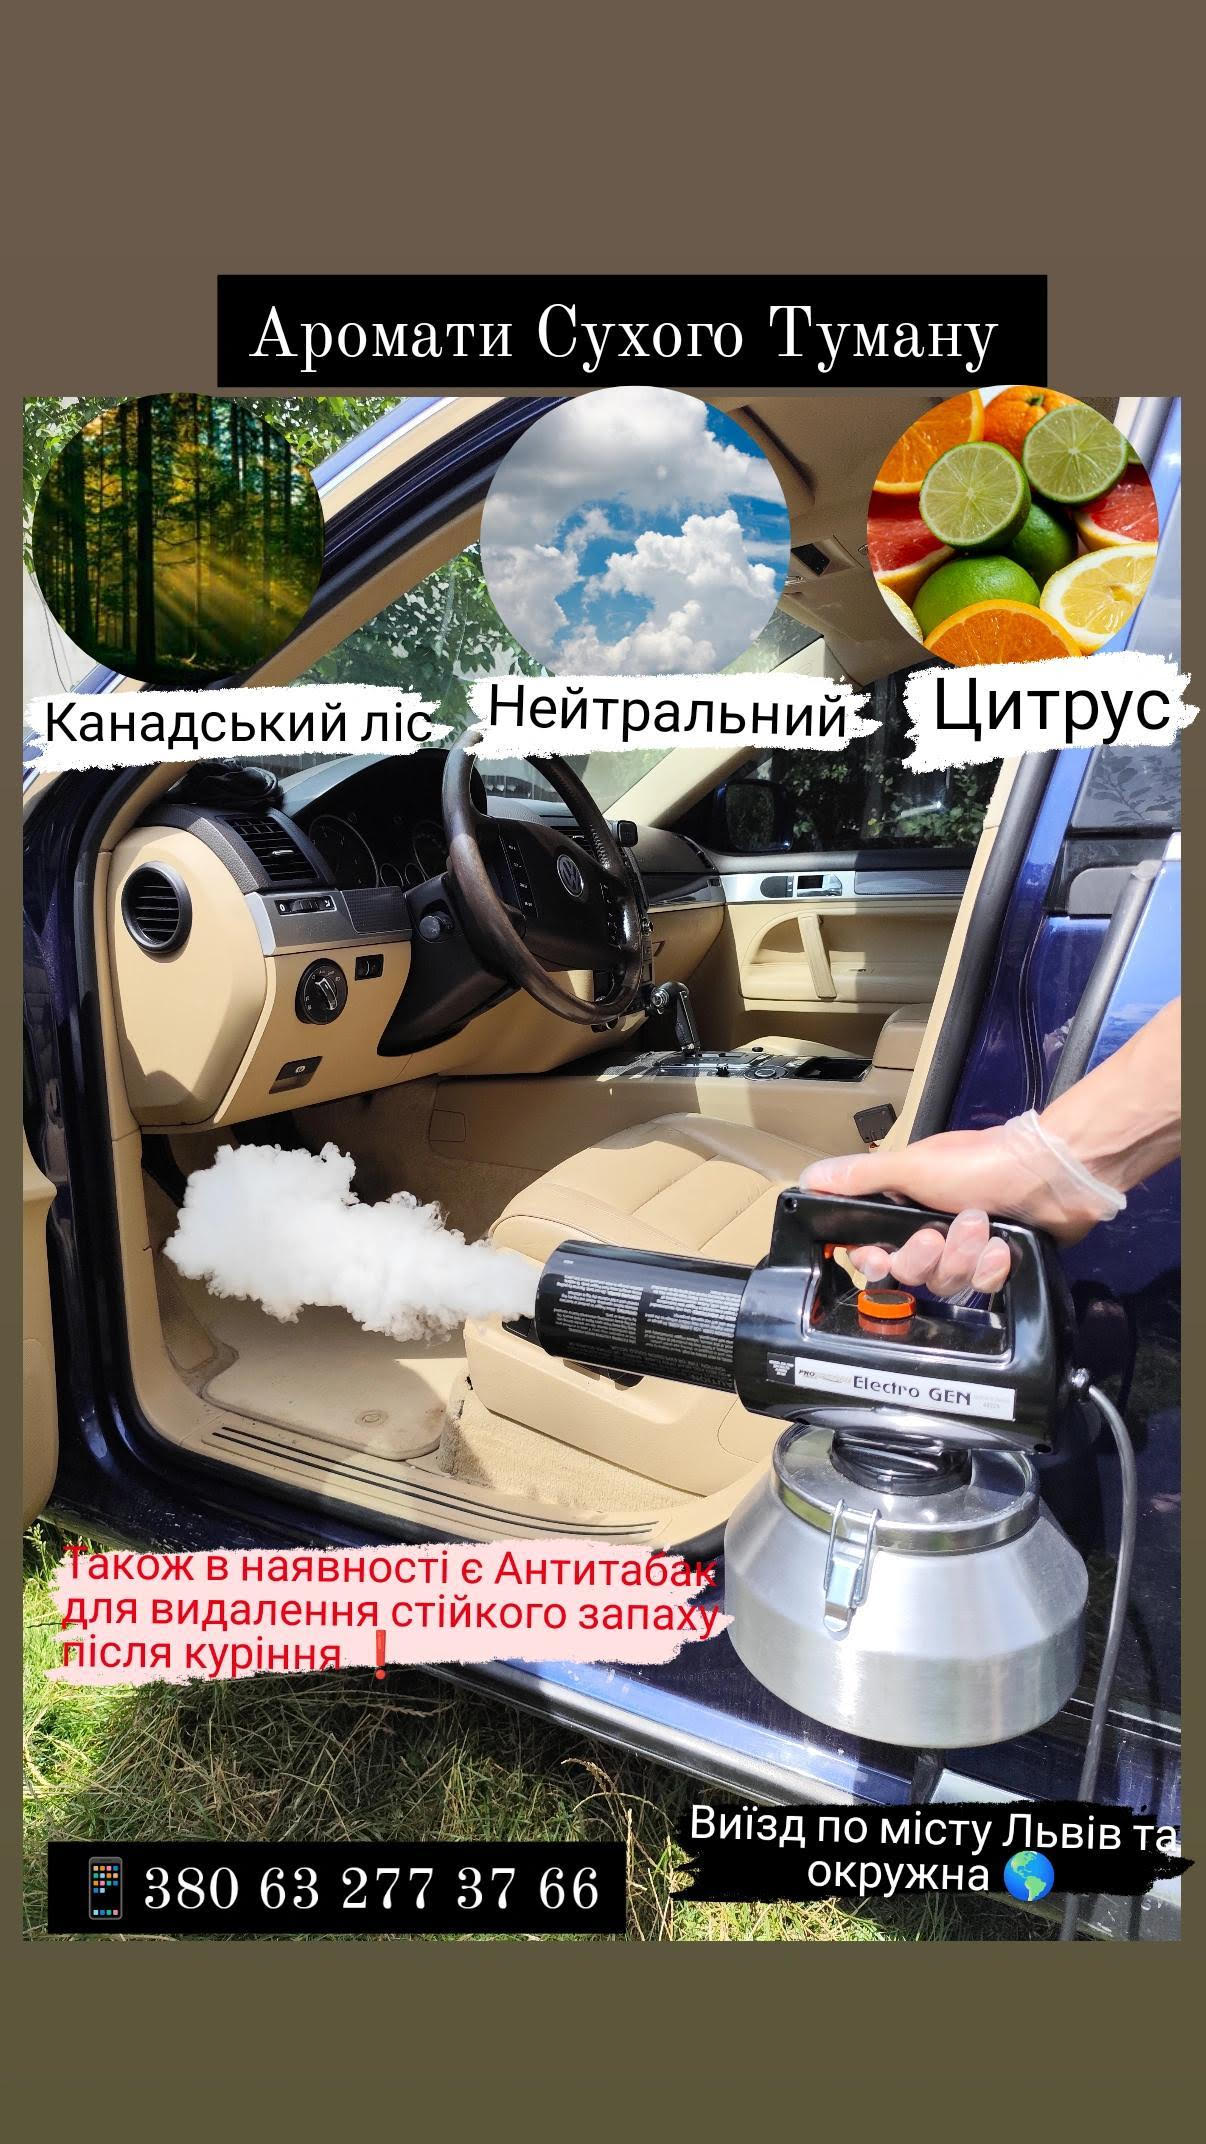 Аромати Сухого Туману
Канадський ліс
Нейтральний
Цитрус
Electro GEN
Також в наявності є Антитабак
для видалення стійкого запаху
після куріння ❗
Виїзд по місту Львів та
окружна 🌎
📱 380 63 277 37 66